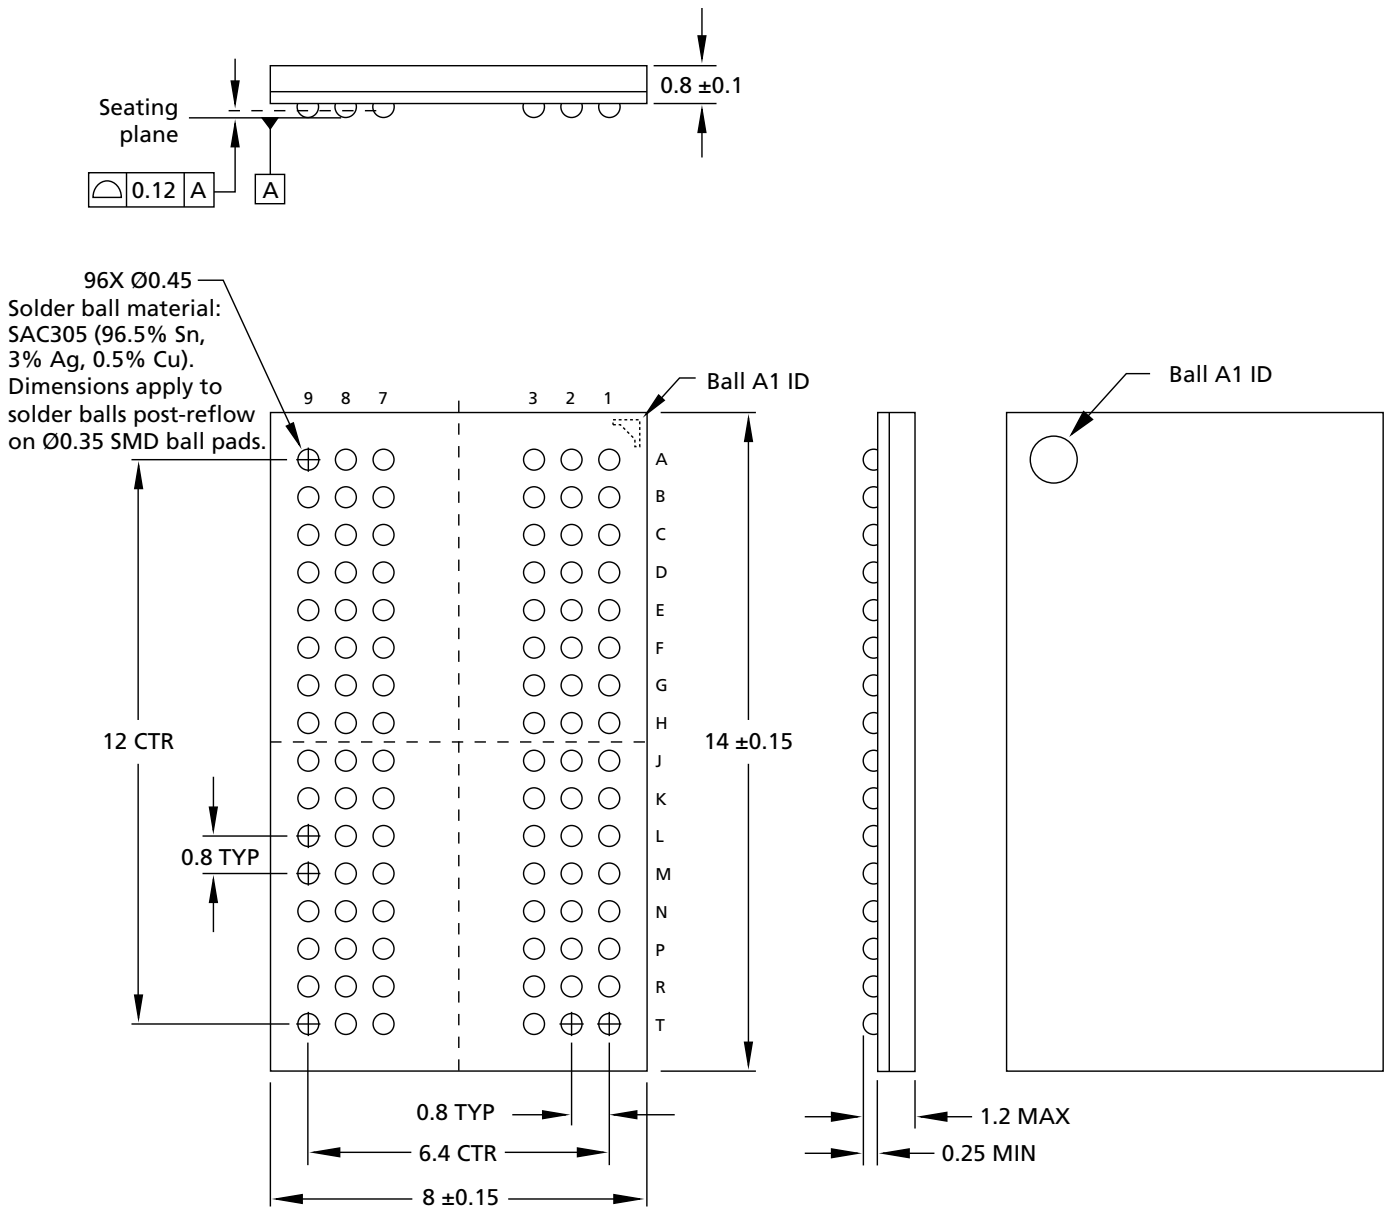 0.8 ±0.1
Seating
plane
0.12 A
A
96X Ø0.45
Solder ball material:
SAC305 (96.5% Sn,
3% Ag, 0.5% Cu).
Dimensions apply to
solder balls post-reflow
on Ø0.35 SMD ball pads.
Ball A1 ID
Ball A1 ID
9 8 7 3 2 1
A
B
C
D
E
F
G
H
J
K
L
M
N
P
R
T
12 CTR
14 ±0.15
0.8 TYP
0.8 TYP
1.2 MAX
6.4 CTR
0.25 MIN
8 ±0.15